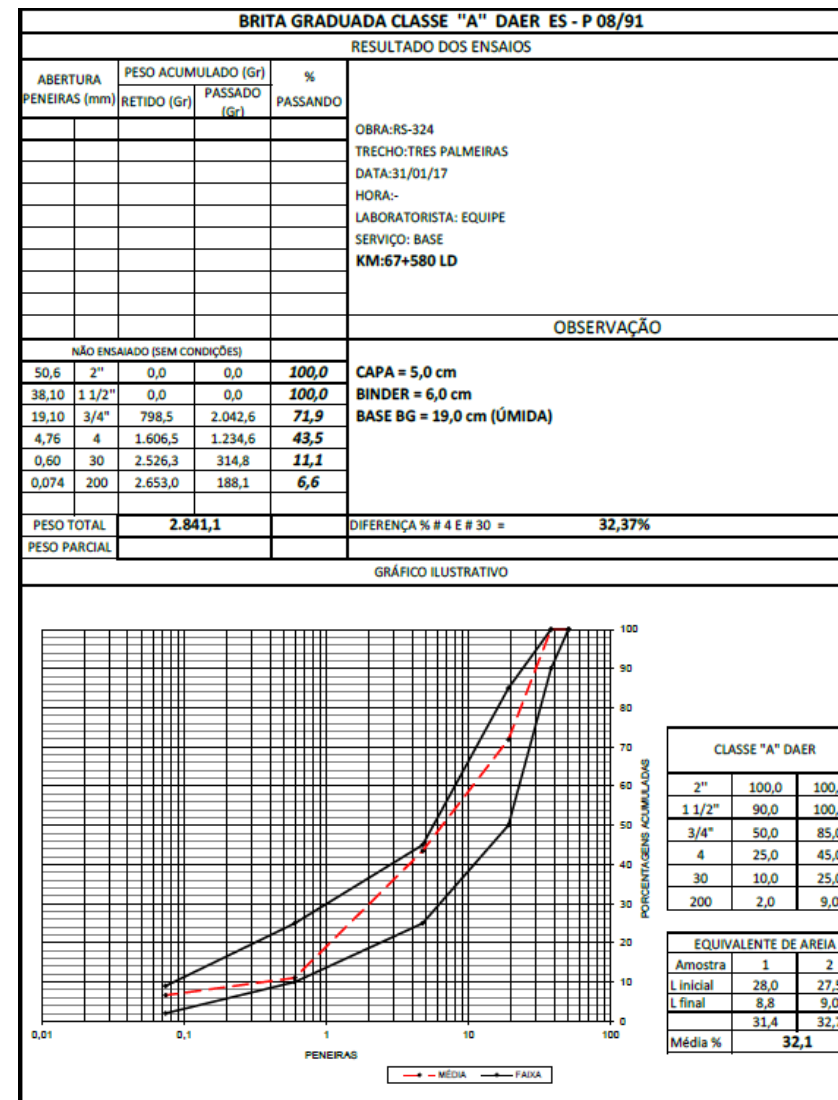 BRITA GRADUADA CLASSE "A" DAER ES - P 08/91
RESULTADO DOS ENSAIOS
ABERTURA PENEIRAS (mm) PESO ACUMULADO (Gr) % PASSANDO
RETIDO (Gr) PASSADO (Gr)
OBRA:RS-324
TRECHO:TRES PALMEIRAS
DATA:31/01/17
HORA:-
LABORATORISTA: EQUIPE
SERVIÇO: BASE
KM:67+580 LD
OBSERVAÇÃO
NÃO ENSAIADO (SEM CONDIÇÕES)
50,6 2" 0,0 0,0 100,0 CAPA = 5,0 cm
38,10 1 1/2" 0,0 0,0 100,0 BINDER = 6,0 cm
19,10 3/4" 798,5 2.042,6 71,9 BASE BG = 19,0 cm (ÚMIDA)
4,76 4 1.606,5 1.234,6 43,5
0,60 30 2.526,3 314,8 11,1
0,074 200 2.653,0 188,1 6,6
PESO TOTAL 2.841,1 DIFERENÇA % # 4 E # 30 = 32,37%
PESO PARCIAL
GRÁFICO ILUSTRATIVO
100
90
80
70
60
50
40
30
20
10
0
PORCENTAGENS ACUMULADAS
0,01 0,1 1 10 100
PENEIRAS
MÉDIA FAIXA
CLASSE "A" DAER
2" 100,0 100,
1 1/2" 90,0 100,
3/4" 50,0 85,0
4 25,0 45,0
30 10,0 25,0
200 2,0 9,0
EQUIVALENTE DE AREIA
Amostra 1 2
L inicial 28,0 27,5
L final 8,8 9,0
31,4 32,7
Média % 32,1